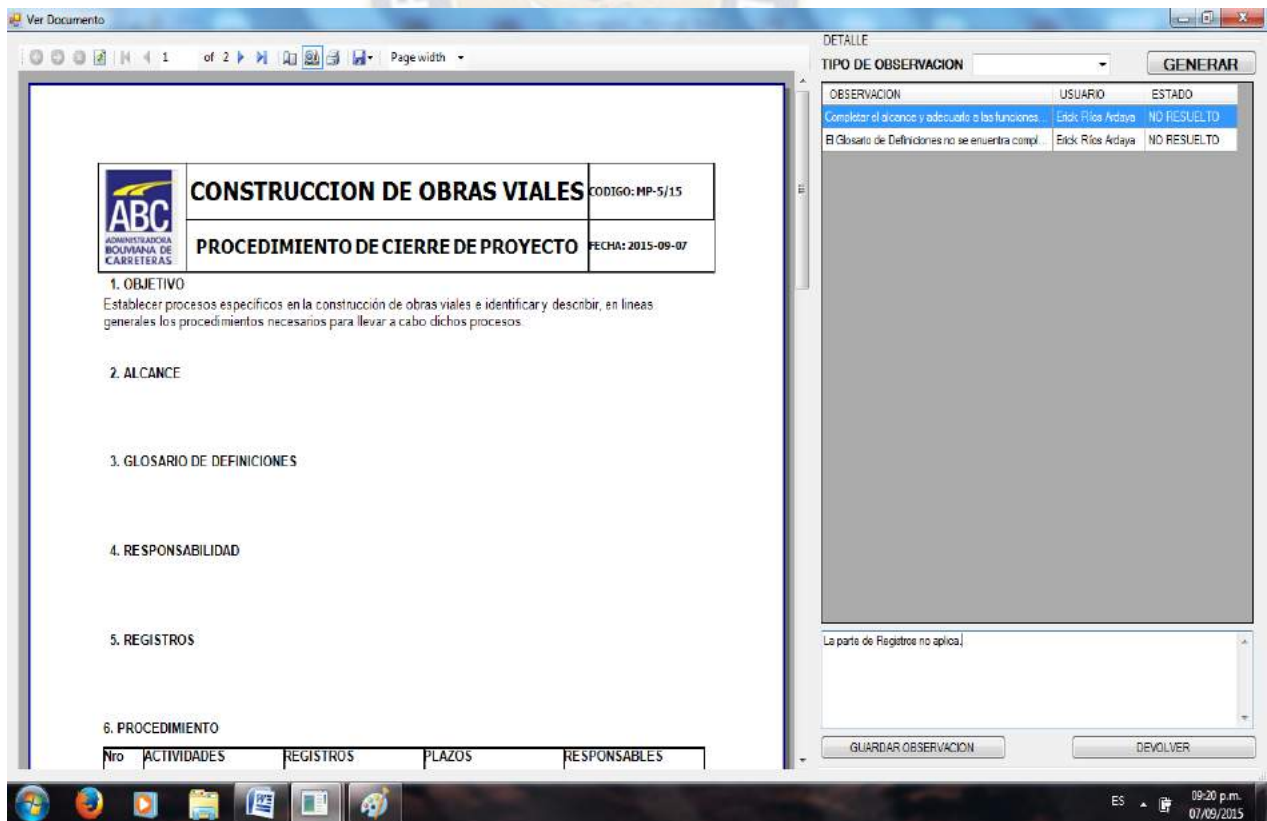 Ver Documento
1 of 2 Page width
CONSTRUCCION DE OBRAS VIALES
CODIGO: MP-5/15
ABC
ADMINISTRADORA
BOLIVIANA DE
CARRETERAS
PROCEDIMIENTO DE CIERRE DE PROYECTO
FECHA: 2015-09-07
1. OBJETIVO
Establecer procesos específicos en la construcción de obras viales e identificar y describir, en lineas
generales los procedimientos necesarios para llevar a cabo dichos procesos
2. ALCANCE
3. GLOSARIO DE DEFINICIONES
4. RESPONSABILIDAD
5. REGISTROS
6. PROCEDIMIENTO
Nro ACTIVIDADES REGISTROS PLAZOS RESPONSABLES
DETALLE
TIPO DE OBSERVACION GENERAR
OBSERVACION USUARIO ESTADO
Completar el alcance y adecuarlo a las funciones... Erick Ríos Ardaya NO RESUELTO
El Glosario de Definiciones no se enuentra compl... Erick Ríos Ardaya NO RESUELTO
La parte de Registros no aplica.
GUARDAR OBSERVACION DEVOLVER
ES 09:20 p.m.
07/09/2015